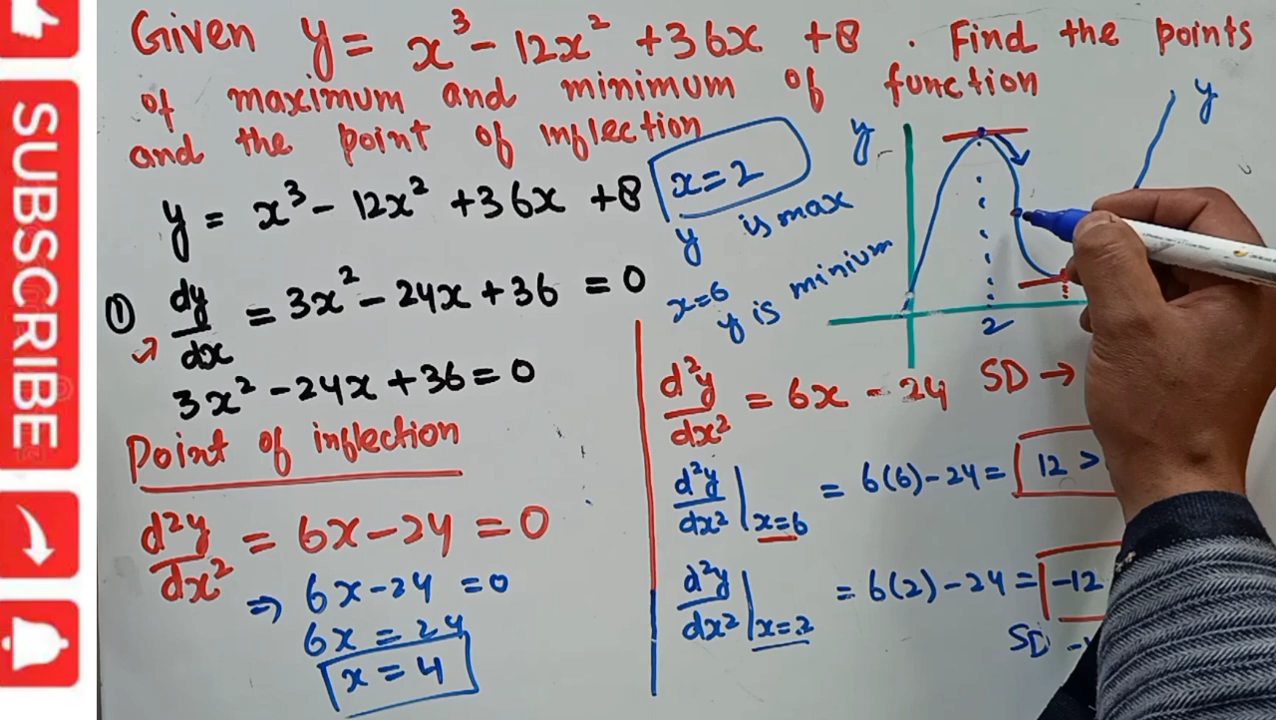 SUBSCRIBE
Given y = x³ - 12x² + 36x + 8 . Find the points
of maximum and minimum of function
and the point of inflection
y = x³ - 12x² + 36x + 8
① dy/dx = 3x² - 24x + 36 = 0
3x² - 24x + 36 = 0
Point of inflection
d²y/dx² = 6x - 24 = 0
⇒ 6x - 24 = 0
6x = 24
x = 4
x = 2
y is max
x = 6
y is minium
y
y
2
d²y/dx² = 6x - 24 SD →
d²y/dx² | x=6 = 6(6) - 24 = 12 >
d²y/dx² | x=2 = 6(2) - 24 = -12
SD -